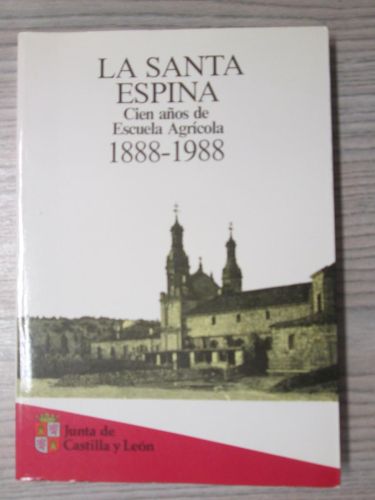 LA SANTA
ESPINA
Cien años de
Escuela Agrícola
1888-1988
Junta de
Castilla y León